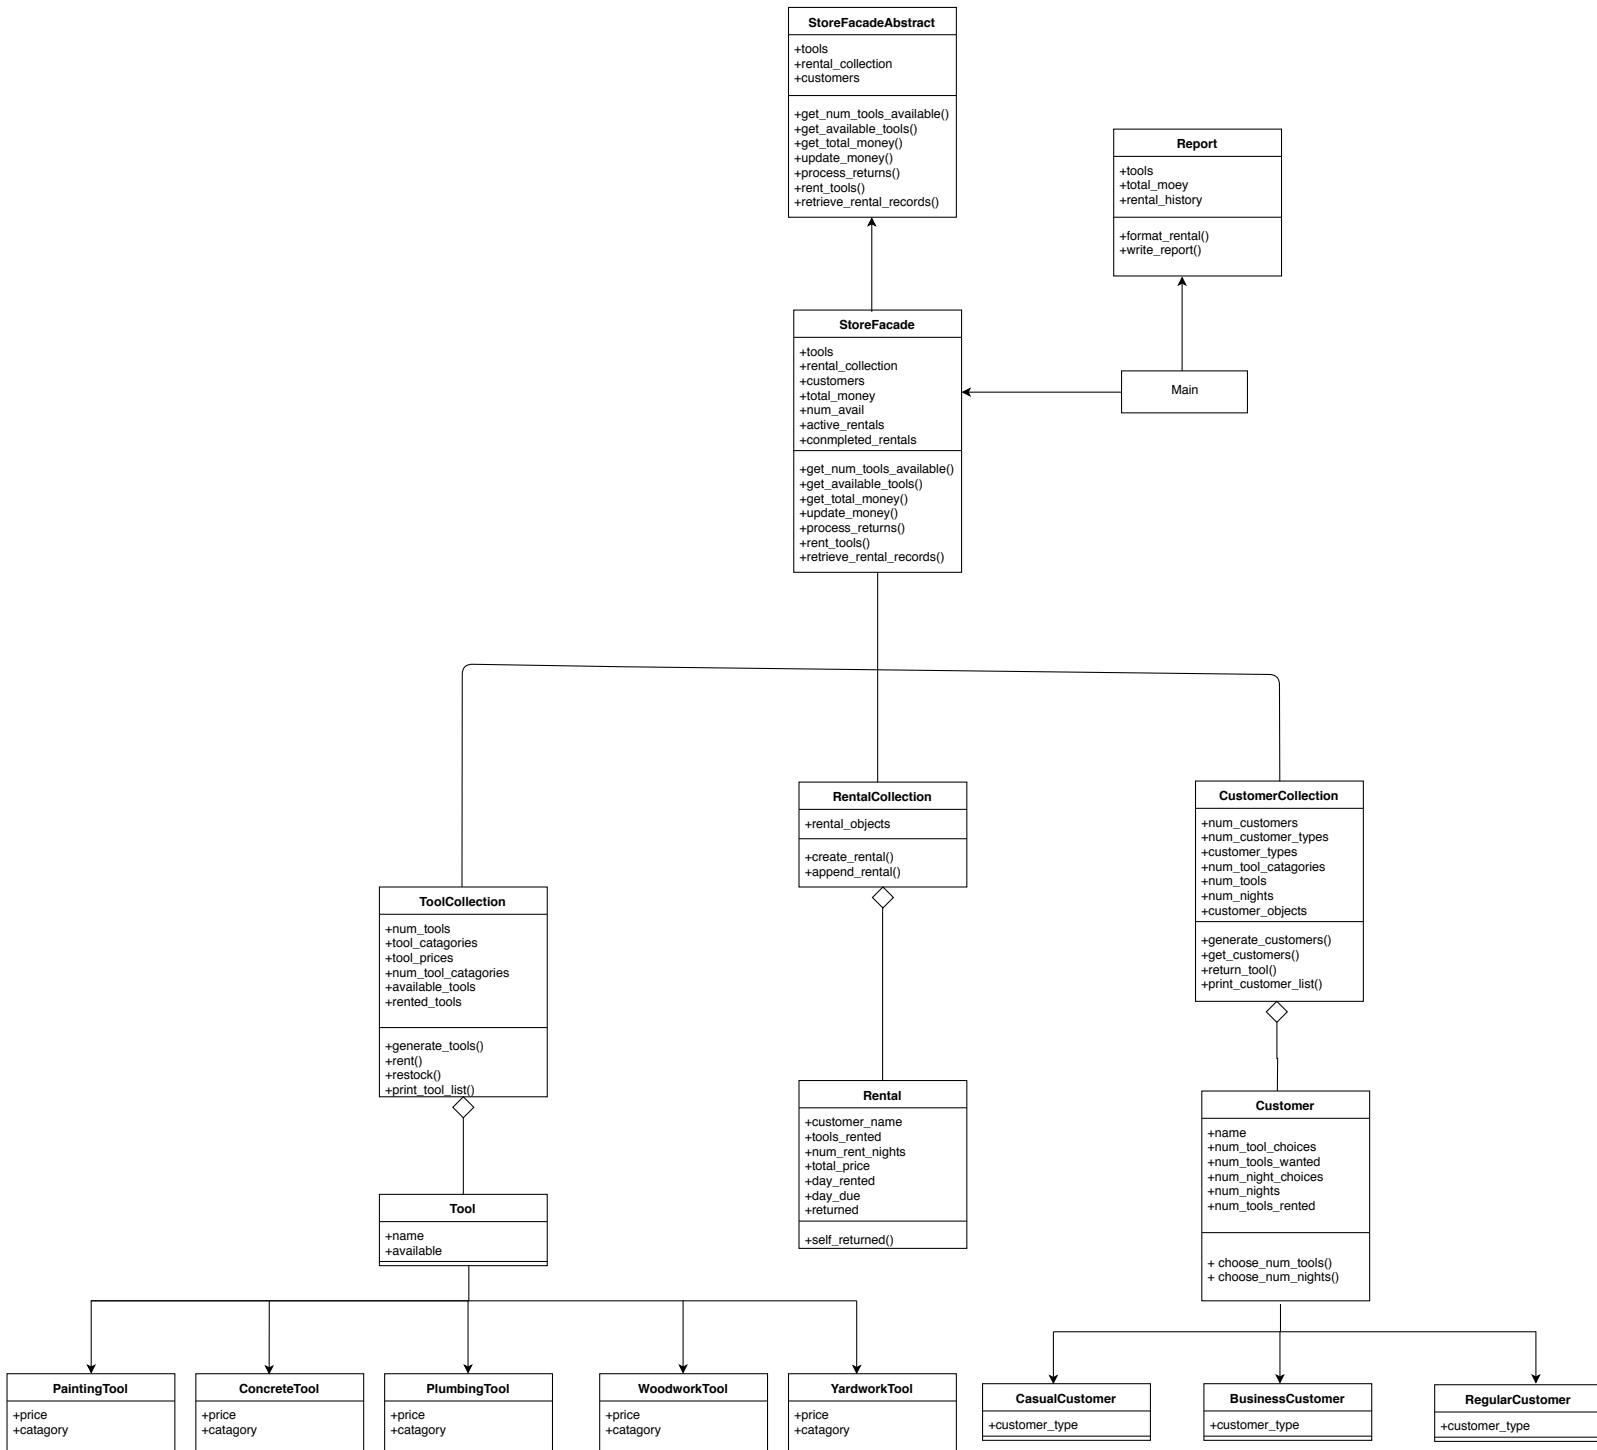 StoreFacadeAbstract
+tools
+rental_collection
+customers
+get_num_tools_available()
+get_available_tools()
+get_total_money()
+update_money()
+process_returns()
+rent_tools()
+retrieve_rental_records()
Report
+tools
+total_moey
+rental_history
+format_rental()
+write_report()
StoreFacade
+tools
+rental_collection
+customers
+total_money
+num_avail
+active_rentals
+conmpleted_rentals
+get_num_tools_available()
+get_available_tools()
+get_total_money()
+update_money()
+process_returns()
+rent_tools()
+retrieve_rental_records()
Main
ToolCollection
+num_tools
+tool_catagories
+tool_prices
+num_tool_catagories
+available_tools
+rented_tools
+generate_tools()
+rent()
+restock()
+print_tool_list()
RentalCollection
+rental_objects
+create_rental()
+append_rental()
CustomerCollection
+num_customers
+num_customer_types
+customer_types
+num_tool_catagories
+num_tools
+num_nights
+customer_objects
+generate_customers()
+get_customers()
+return_tool()
+print_customer_list()
Tool
+name
+available
Rental
+customer_name
+tools_rented
+num_rent_nights
+total_price
+day_rented
+day_due
+returned
+self_returned()
Customer
+name
+num_tool_choices
+num_tools_wanted
+num_night_choices
+num_nights
+num_tools_rented
+ choose_num_tools()
+ choose_num_nights()
PaintingTool
+price
+catagory
ConcreteTool
+price
+catagory
PlumbingTool
+price
+catagory
WoodworkTool
+price
+catagory
YardworkTool
+price
+catagory
CasualCustomer
+customer_type
BusinessCustomer
+customer_type
RegularCustomer
+customer_type